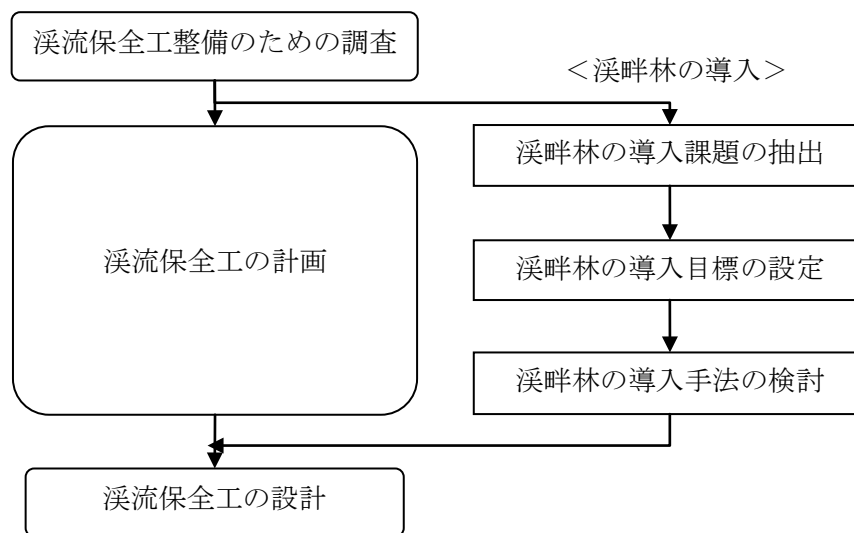 渓流保全工整備のための調査
＜渓畔林の導入＞
渓流保全工の計画
渓畔林の導入課題の抽出
渓畔林の導入目標の設定
渓畔林の導入手法の検討
渓流保全工の設計